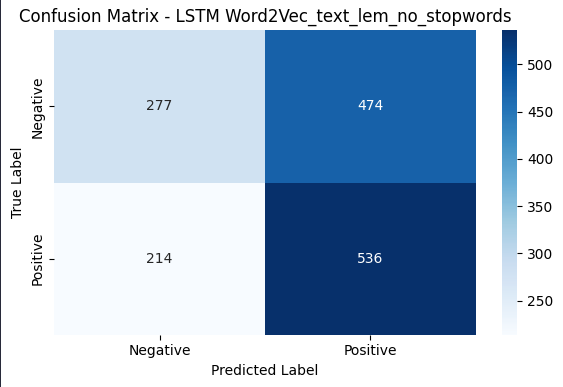 Confusion Matrix - LSTM Word2Vec_text_lem_no_stopwords
True Label
Negative
277
474
Positive
214
536
Negative
Positive
Predicted Label
500
450
400
350
300
250